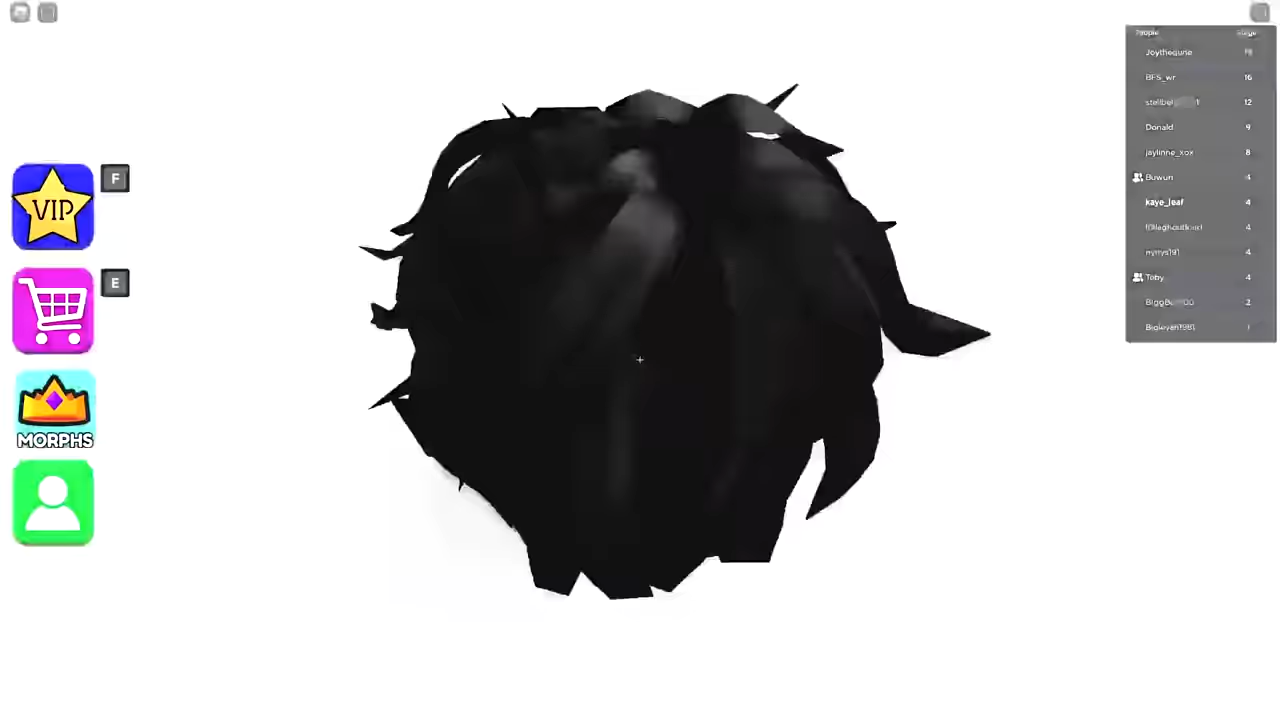 VIP
F
E
MORPHS
People
Joythequne
BFS_wr 16
12
Donald 9
jaylinne_xox 8
Buwun 4
kaye_leaf 4
4
4
Toby 4
2